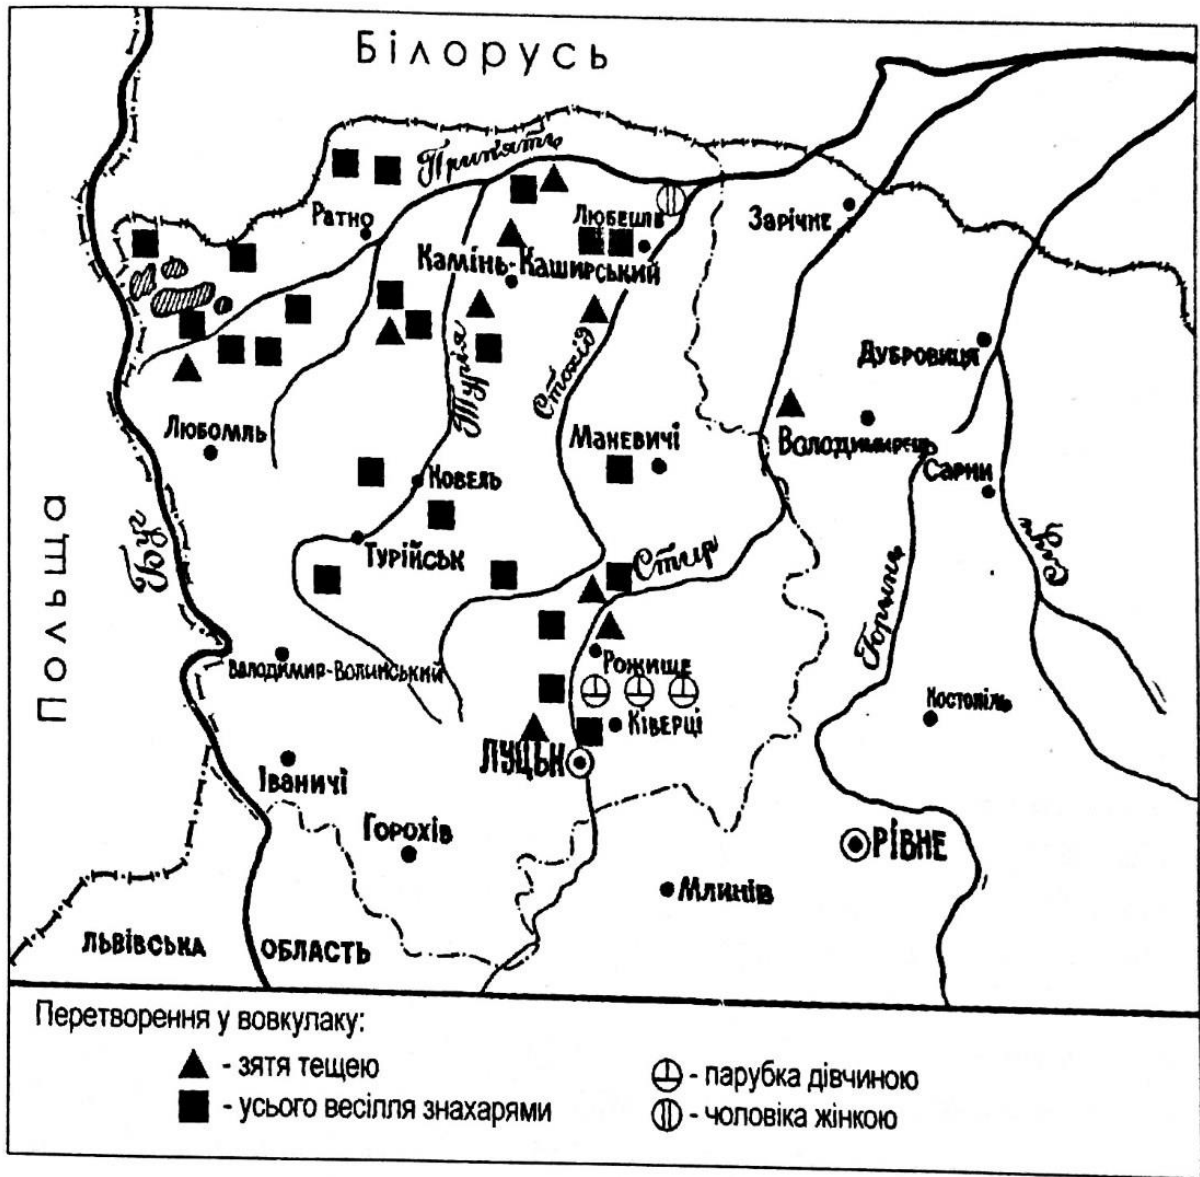 Білорусь
Прип'ять
Ратно
Любешів
Зарічне
Камінь-Каширський
Турія
Стохід
Дубровиця
Любомль
Маневичі
Володимирець
Ковель
Сарни
Польща
Буг
Турійськ
Стир
Горинь
Случ
Володимир-Волинський
Рожище
Костопіль
Ківерці
ЛУЦЬК
Іваничі
Горохів
РІВНЕ
Млинів
ЛЬВІВСЬКА ОБЛАСТЬ
Перетворення у вовкулаку:
- зятя тещею
- усього весілля знахарями
- парубка дівчиною
- чоловіка жінкою